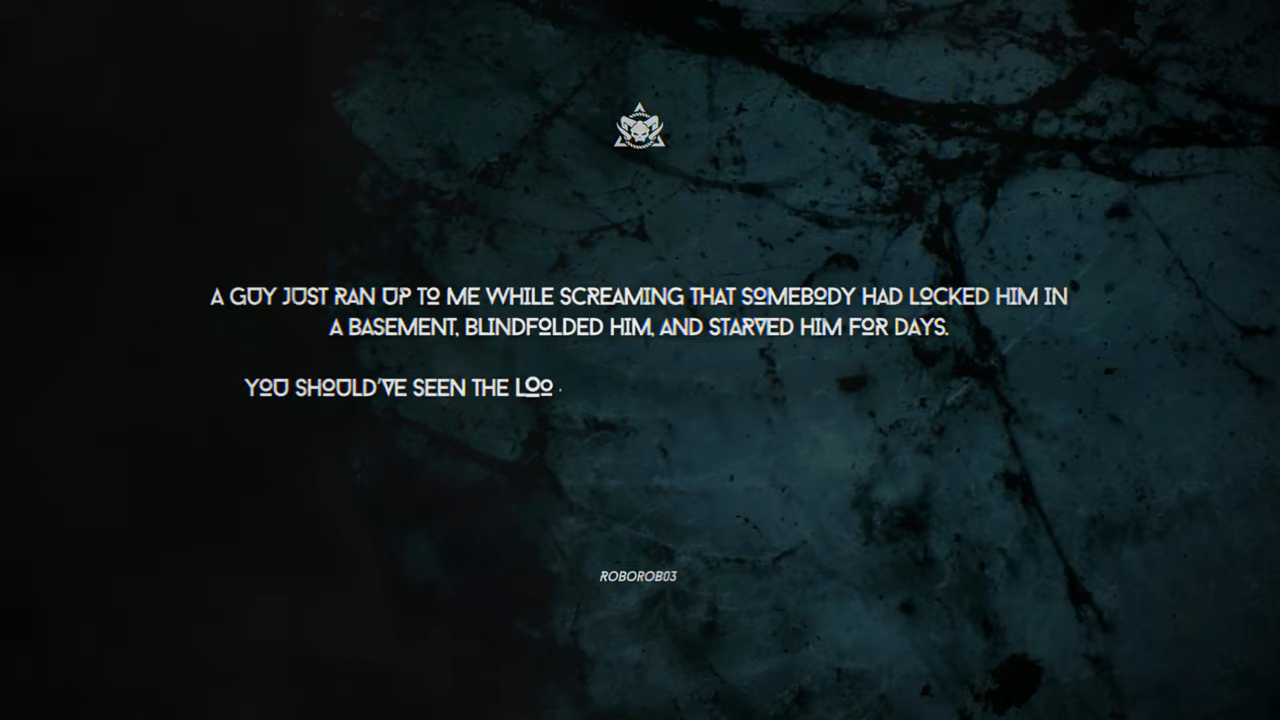 A GUY JUST RAN UP TO ME WHILE SCREAMING THAT SOMEBODY HAD LOCKED HIM IN
A BASEMENT, BLINDFOLDED HIM, AND STARVED HIM FOR DAYS.
YOU SHOULD'VE SEEN THE LOO
ROBOROB03